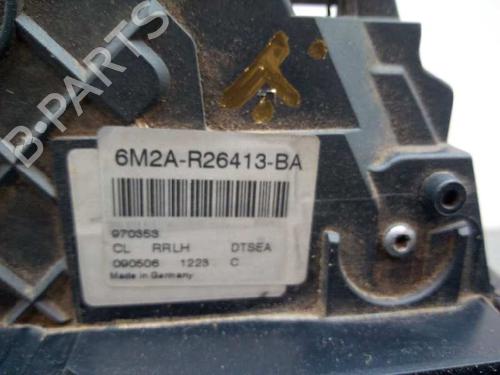 B-PARTS
6M2A-R26413-BA
970353
CL RRLH DTSEA
090506 1223 C
Made in Germany